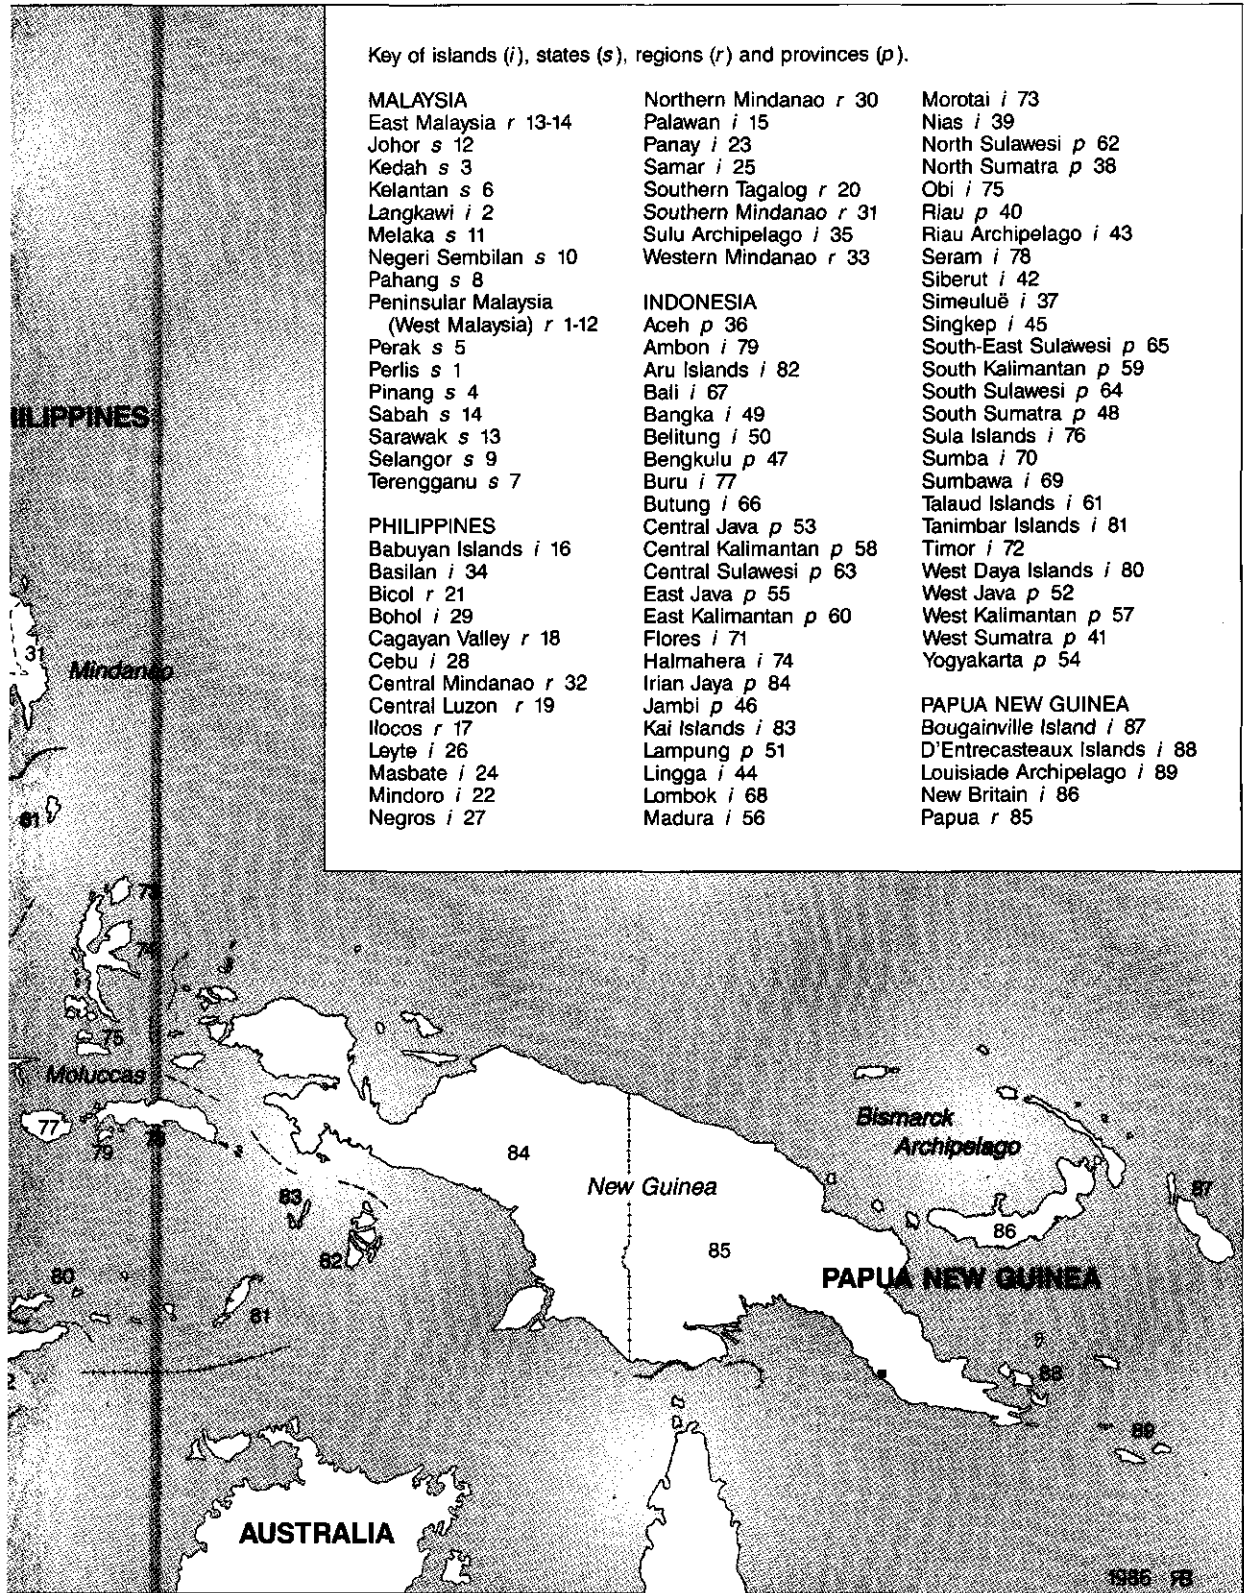 Key of islands (i), states (s), regions (r) and provinces (p).
MALAYSIA
East Malaysia r 13-14
Johor s 12
Kedah s 3
Kelantan s 6
Langkawi i 2
Melaka s 11
Negeri Sembilan s 10
Pahang s 8
Peninsular Malaysia
(West Malaysia) r 1-12
Perak s 5
Perlis s 1
Pinang s 4
Sabah s 14
Sarawak s 13
Selangor s 9
Terengganu s 7
PHILIPPINES
Babuyan Islands i 16
Basilan i 34
Bicol r 21
Bohol i 29
Cagayan Valley r 18
Cebu i 28
Central Mindanao r 32
Central Luzon r 19
Ilocos r 17
Leyte i 26
Masbate i 24
Mindoro i 22
Negros i 27
Northern Mindanao r 30
Palawan i 15
Panay i 23
Samar i 25
Southern Tagalog r 20
Southern Mindanao r 31
Sulu Archipelago i 35
Western Mindanao r 33
INDONESIA
Aceh p 36
Ambon i 79
Aru Islands i 82
Bali i 67
Bangka i 49
Belitung i 50
Bengkulu p 47
Buru i 77
Butung i 66
Central Java p 53
Central Kalimantan p 58
Central Sulawesi p 63
East Java p 55
East Kalimantan p 60
Flores i 71
Halmahera i 74
Irian Jaya p 84
Jambi p 46
Kai Islands i 83
Lampung p 51
Lingga i 44
Lombok i 68
Madura i 56
Morotai i 73
Nias i 39
North Sulawesi p 62
North Sumatra p 38
Obi i 75
Riau p 40
Riau Archipelago i 43
Seram i 78
Siberut i 42
Simeuluë i 37
Singkep i 45
South-East Sulawesi p 65
South Kalimantan p 59
South Sulawesi p 64
South Sumatra p 48
Sula Islands i 76
Sumba i 70
Sumbawa i 69
Talaud Islands i 61
Tanimbar Islands i 81
Timor i 72
West Daya Islands i 80
West Java p 52
West Kalimantan p 57
West Sumatra p 41
Yogyakarta p 54
PAPUA NEW GUINEA
Bougainville Island i 87
D'Entrecasteaux Islands i 88
Louisiade Archipelago i 89
New Britain i 86
Papua r 85
31
Mindanao
61
73
74
75
Moluccas
77
79
78
84
New Guinea
Bismarck
Archipelago
83
82
85
86
87
80
81
PAPUA NEW GUINEA
88
89
AUSTRALIA
1986 FB